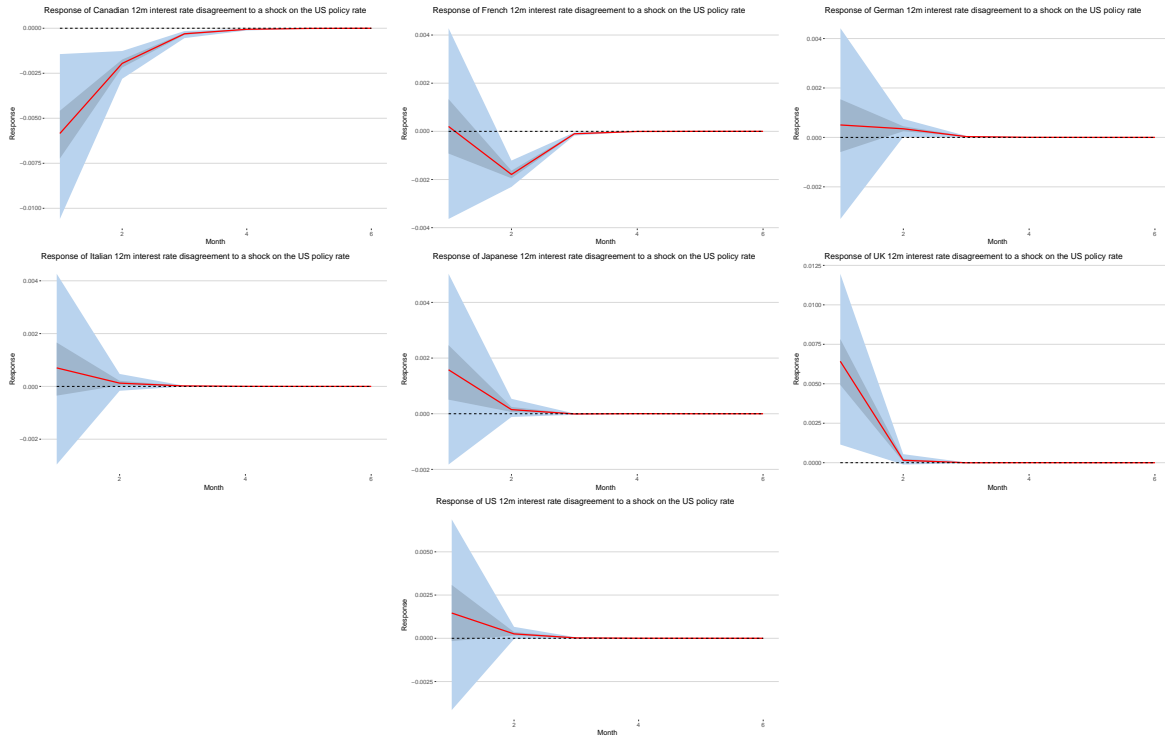 Response of Canadian 12m interest rate disagreement to a shock on the US policy rate
0.0000
−0.0025
−0.0050
−0.0075
−0.0100
Response
2
4
6
Month
Response of French 12m interest rate disagreement to a shock on the US policy rate
0.004
0.002
0.000
−0.002
−0.004
Response
2
4
6
Month
Response of German 12m interest rate disagreement to a shock on the US policy rate
0.004
0.002
0.000
−0.002
Response
2
4
6
Month
Response of Italian 12m interest rate disagreement to a shock on the US policy rate
0.004
0.002
0.000
−0.002
Response
2
4
6
Month
Response of Japanese 12m interest rate disagreement to a shock on the US policy rate
0.004
0.002
0.000
−0.002
Response
2
4
6
Month
Response of UK 12m interest rate disagreement to a shock on the US policy rate
0.0125
0.0100
0.0075
0.0050
0.0025
0.0000
Response
2
4
6
Month
Response of US 12m interest rate disagreement to a shock on the US policy rate
0.0050
0.0025
0.0000
−0.0025
Response
2
4
6
Month